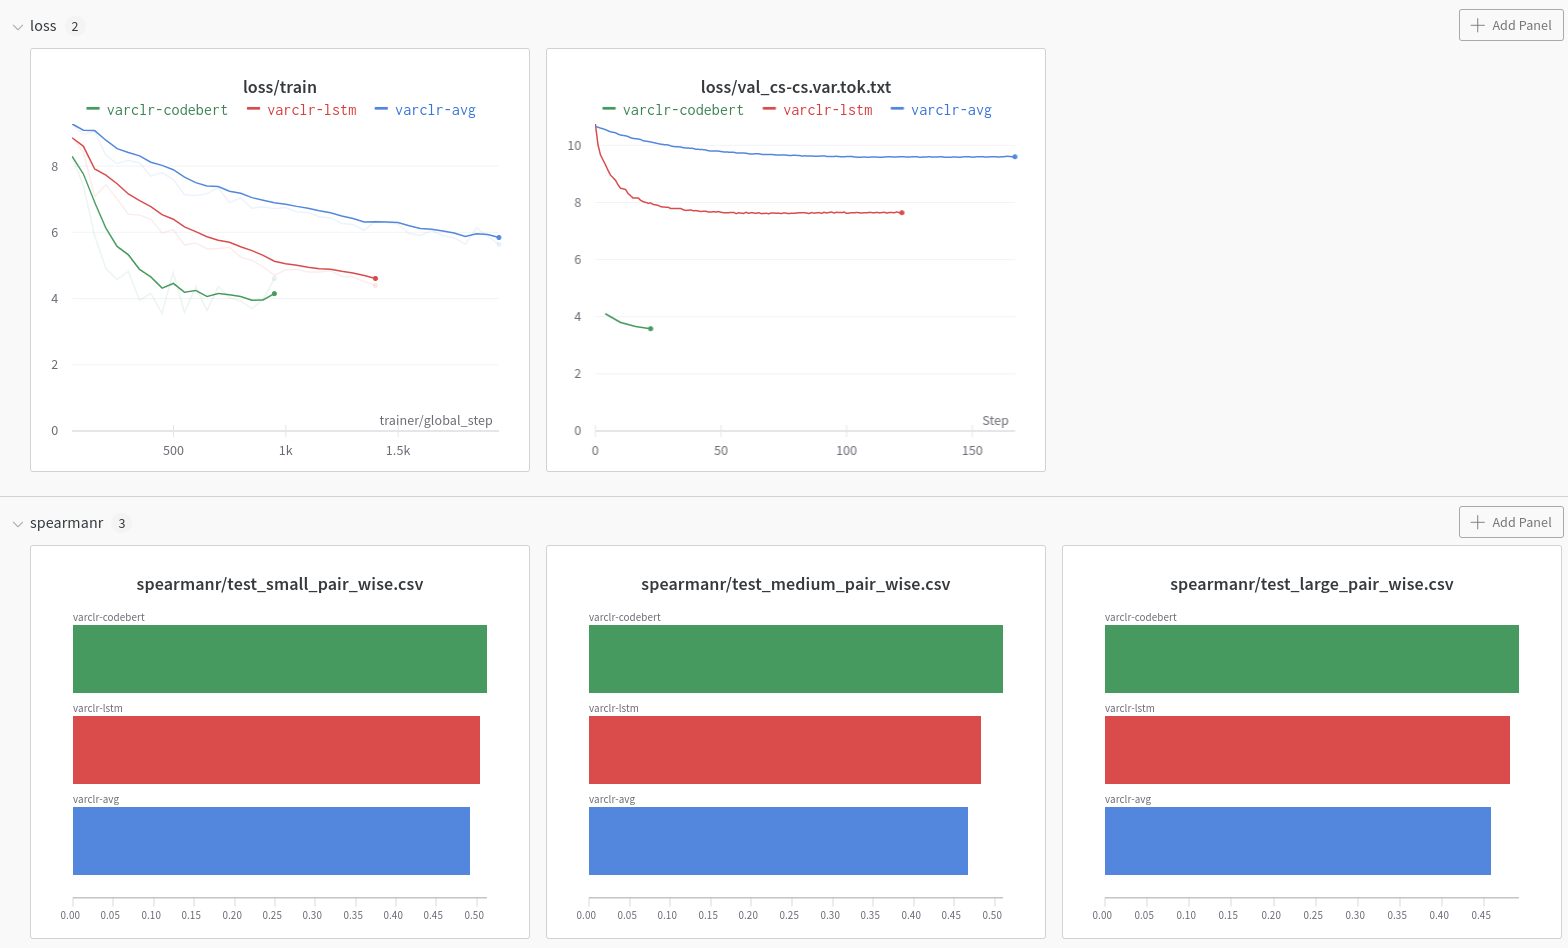 loss 2
Add Panel
loss/train
varclr-codebert varclr-lstm varclr-avg
8
6
4
2
0
trainer/global_step
500 1k 1.5k
loss/val_cs-cs.var.tok.txt
varclr-codebert varclr-lstm varclr-avg
10
8
6
4
2
0
Step
0 50 100 150
spearmanr 3
Add Panel
spearmanr/test_small_pair_wise.csv
varclr-codebert
varclr-lstm
varclr-avg
0.00 0.05 0.10 0.15 0.20 0.25 0.30 0.35 0.40 0.45 0.50
spearmanr/test_medium_pair_wise.csv
varclr-codebert
varclr-lstm
varclr-avg
0.00 0.05 0.10 0.15 0.20 0.25 0.30 0.35 0.40 0.45 0.50
spearmanr/test_large_pair_wise.csv
varclr-codebert
varclr-lstm
varclr-avg
0.00 0.05 0.10 0.15 0.20 0.25 0.30 0.35 0.40 0.45